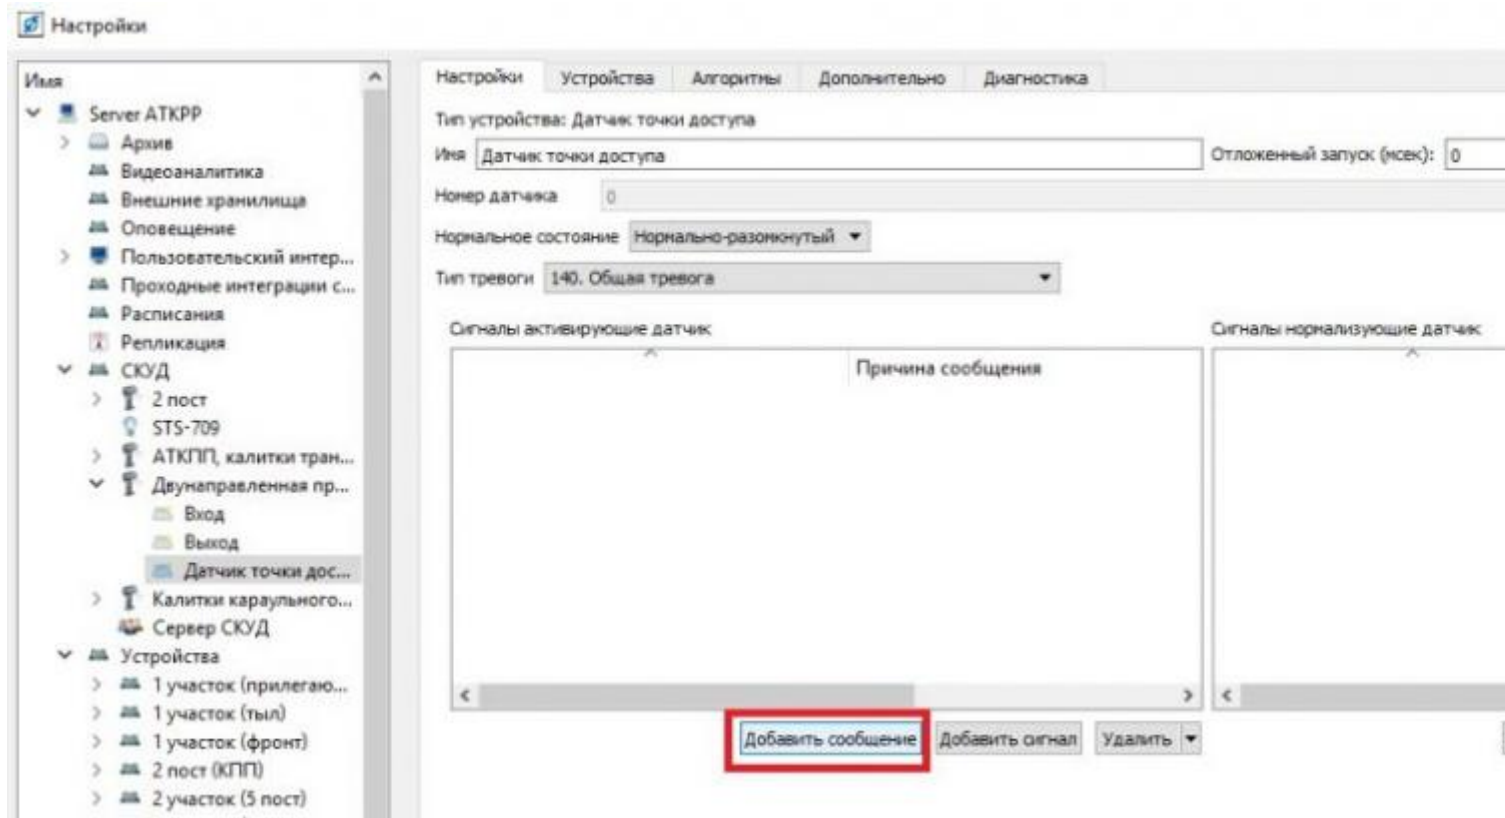 Настройки
Имя
Server АТКРР
Архив
Видеоаналитика
Внешние хранилища
Оповещение
Пользовательский интер...
Проходные интеграции с...
Расписания
Репликация
СКУД
2 пост
STS-709
АТКПП, калитки тран...
Двунаправленная пр...
Вход
Выход
Датчик точки дос...
Калитки караульного...
Сервер СКУД
Устройства
1 участок (прилегаю...
1 участок (тыл)
1 участок (фронт)
2 пост (КПП)
2 участок (5 пост)
Настройки Устройства Алгоритмы Дополнительно Диагностика
Тип устройства: Датчик точки доступа
Имя Датчик точки доступа Отложенный запуск (мсек): 0
Номер датчика 0
Нормальное состояние Нормально-разомкнутый
Тип тревоги 140. Общая тревога
Сигналы активирующие датчик Сигналы нормализующие датчик
Причина сообщения
Добавить сообщение Добавить сигнал Удалить